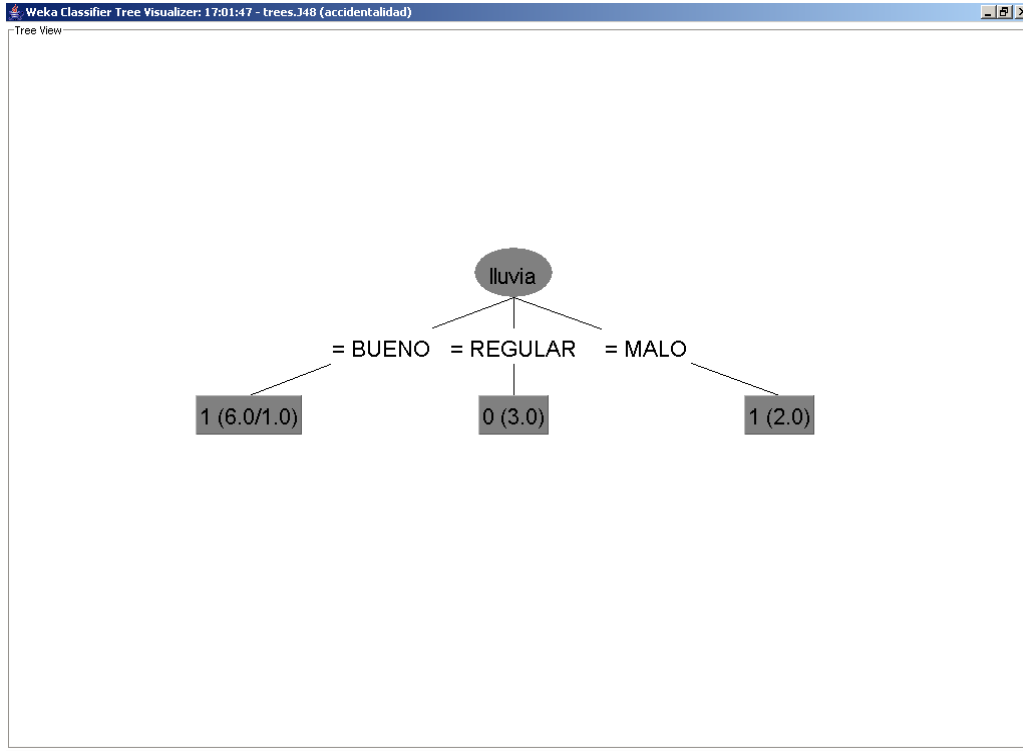 Weka Classifier Tree Visualizer: 17:01:47 - trees.J48 (accidentalidad)
Tree View
lluvia
= BUENO = REGULAR = MALO
1 (6.0/1.0) 0 (3.0) 1 (2.0)